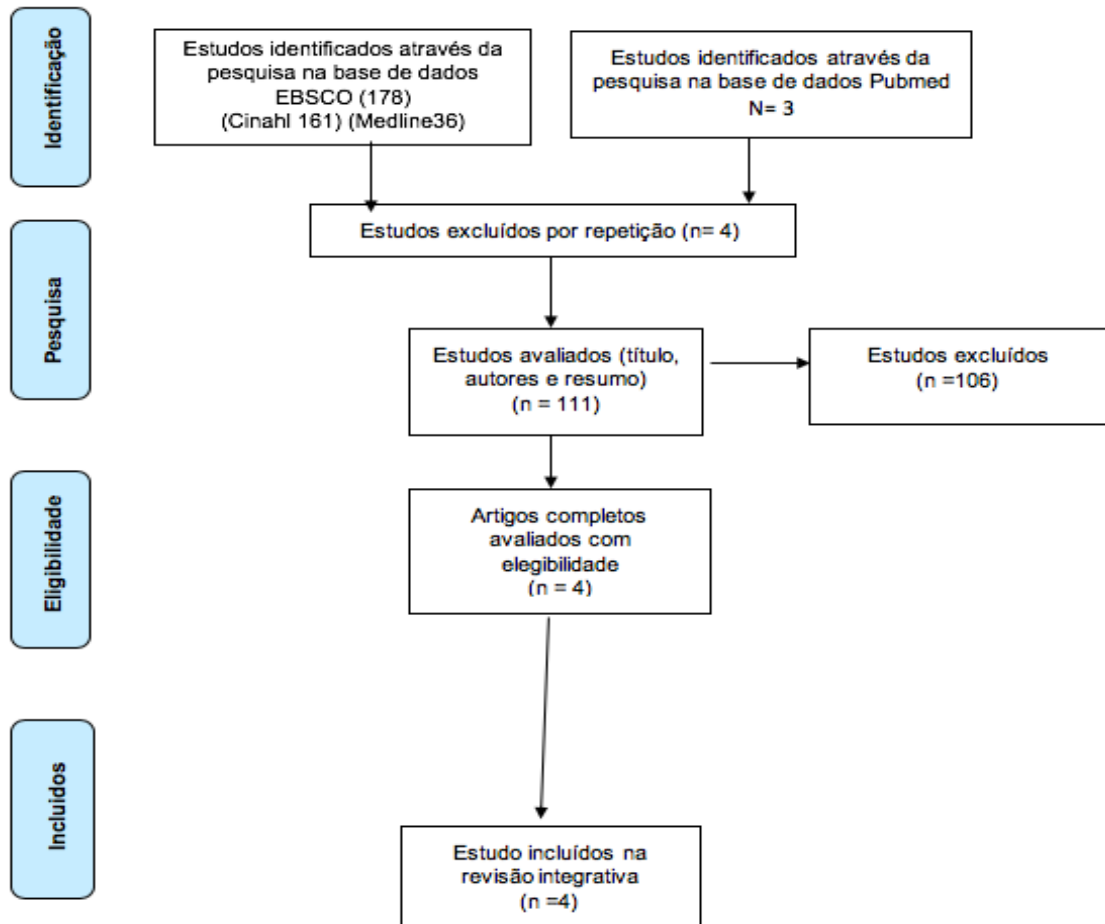 Identificação
Estudos identificados através da
pesquisa na base de dados
EBSCO (178)
(Cinahl 161) (Medline36)
Estudos identificados através da
pesquisa na base de dados Pubmed
N= 3
Pesquisa
Estudos excluídos por repetição (n= 4)
Estudos avaliados (título,
autores e resumo)
(n = 111)
Estudos excluídos
(n =106)
Eligibilidade
Artigos completos
avaliados com
elegibilidade
(n = 4)
Incluidos
Estudo incluídos na
revisão integrativa
(n =4)